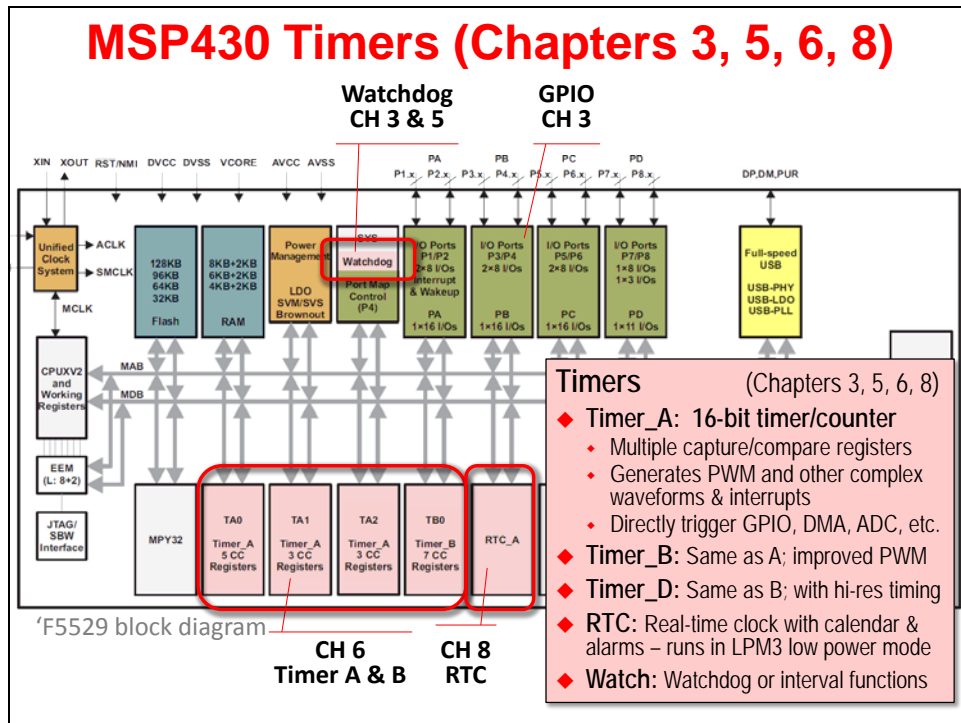 MSP430 Timers (Chapters 3, 5, 6, 8)
Watchdog
CH 3 & 5
GPIO
CH 3
XIN XOUT RST/NMI DVCC DVSS VCORE AVCC AVSS
PA
P1.x P2.x
PB
P3.x P4.x
PC
P5.x P6.x
PD
P7.x P8.x
DP,DM,PUR
Unified
Clock
System
ACLK
SMCLK
MCLK
128KB
96KB
64KB
32KB
Flash
8KB+2KB
6KB+2KB
4KB+2KB
RAM
Power
Management
LDO
SVM/SVS
Brownout
SYS
Watchdog
Port Map
Control
(P4)
I/O Ports
P1/P2
2×8 I/Os
Interrupt
& Wakeup
PA
1×16 I/Os
I/O Ports
P3/P4
2×8 I/Os
PB
1×16 I/Os
I/O Ports
P5/P6
2×8 I/Os
PC
1×16 I/Os
I/O Ports
P7/P8
1×8 I/Os
1×3 I/Os
PD
1×11 I/Os
Full-speed
USB
USB-PHY
USB-LDO
USB-PLL
CPUXV2
and
Working
Registers
MAB
MDB
EEM
(L: 8+2)
JTAG/
SBW
Interface
MPY32
TA0
Timer_A
5 CC
Registers
TA1
Timer_A
3 CC
Registers
TA2
Timer_A
3 CC
Registers
TB0
Timer_B
7 CC
Registers
RTC_A
'F5529 block diagram
CH 6
Timer A & B
CH 8
RTC
Timers (Chapters 3, 5, 6, 8)
◆ Timer_A: 16-bit timer/counter
◆ Multiple capture/compare registers
◆ Generates PWM and other complex
waveforms & interrupts
◆ Directly trigger GPIO, DMA, ADC, etc.
◆ Timer_B: Same as A; improved PWM
◆ Timer_D: Same as B; with hi-res timing
◆ RTC: Real-time clock with calendar &
alarms – runs in LPM3 low power mode
◆ Watch: Watchdog or interval functions